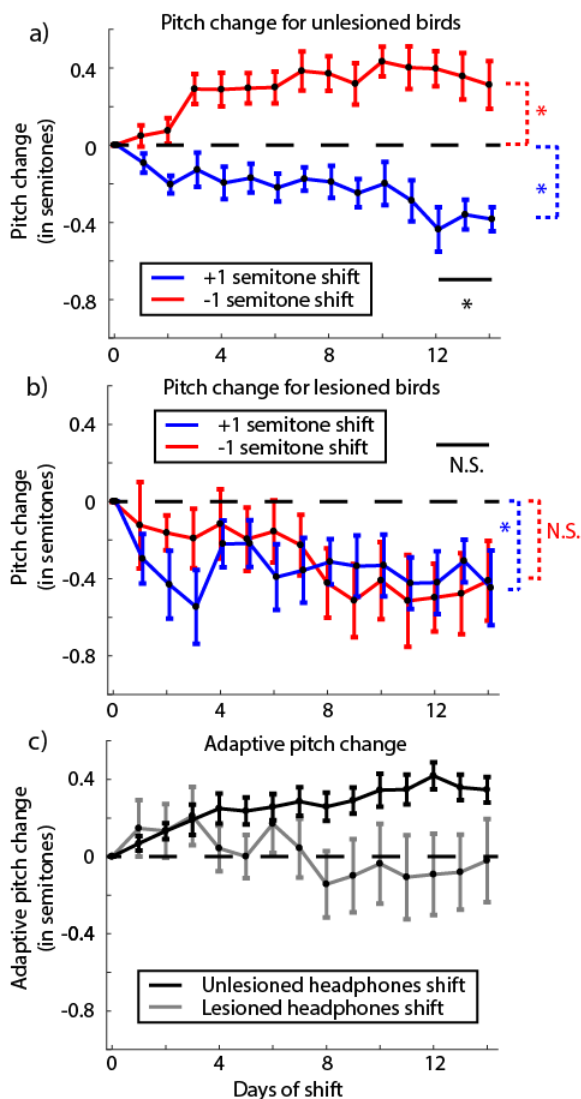 a) Pitch change for unlesioned birds
0.4
0
-0.4
-0.8
Pitch change
(in semitones)
*
*
+1 semitone shift
-1 semitone shift
*
0 4 8 12
b) Pitch change for lesioned birds
+1 semitone shift
-1 semitone shift
N.S.
0.4
0
-0.4
-0.8
Pitch change
(in semitones)
*
N.S.
0 4 8 12
c) Adaptive pitch change
0.4
0
-0.4
-0.8
Adaptive pitch change
(in semitones)
Unlesioned headphones shift
Lesioned headphones shift
0 4 8 12
Days of shift